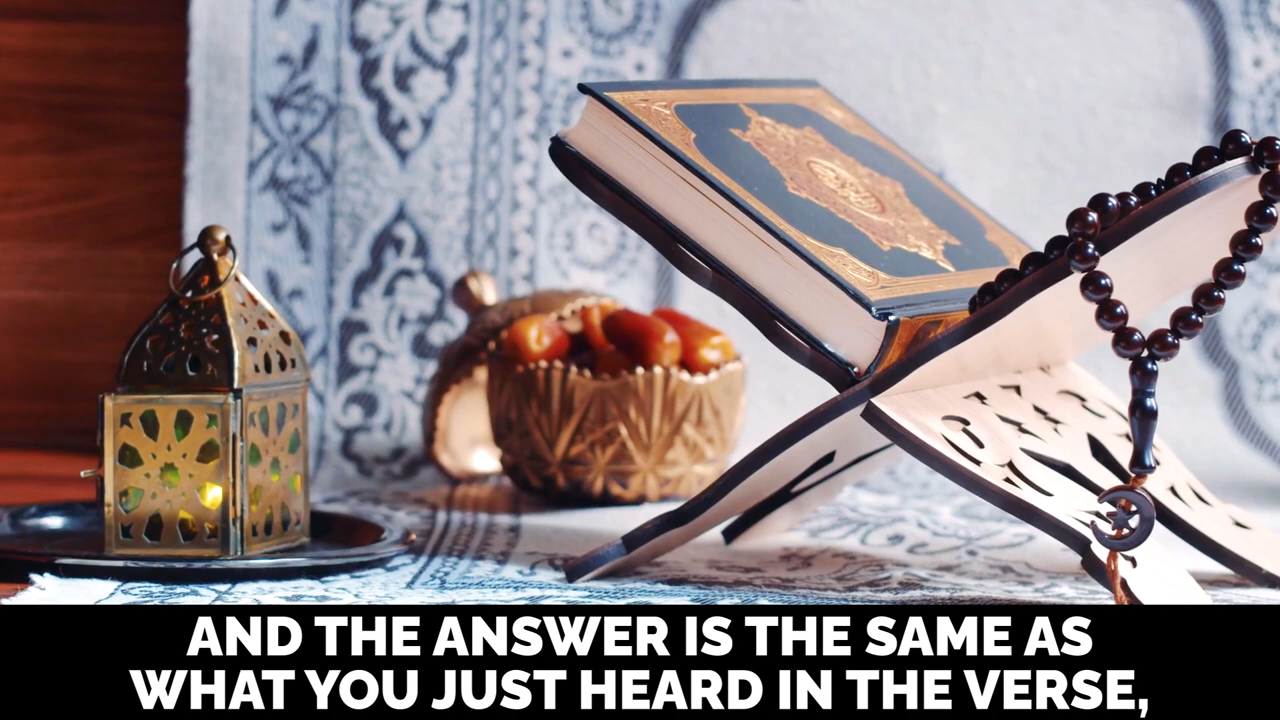 AND THE ANSWER IS THE SAME AS
WHAT YOU JUST HEARD IN THE VERSE,